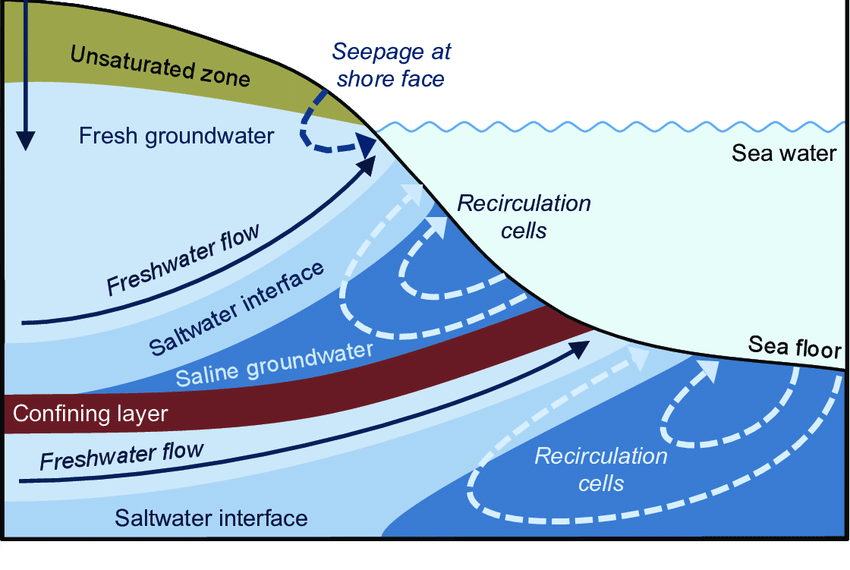 Unsaturated zone
Seepage at
shore face
Fresh groundwater
Sea water
Recirculation
cells
Freshwater flow
Saltwater interface
Sea floor
Saline groundwater
Confining layer
Freshwater flow
Recirculation
cells
Saltwater interface